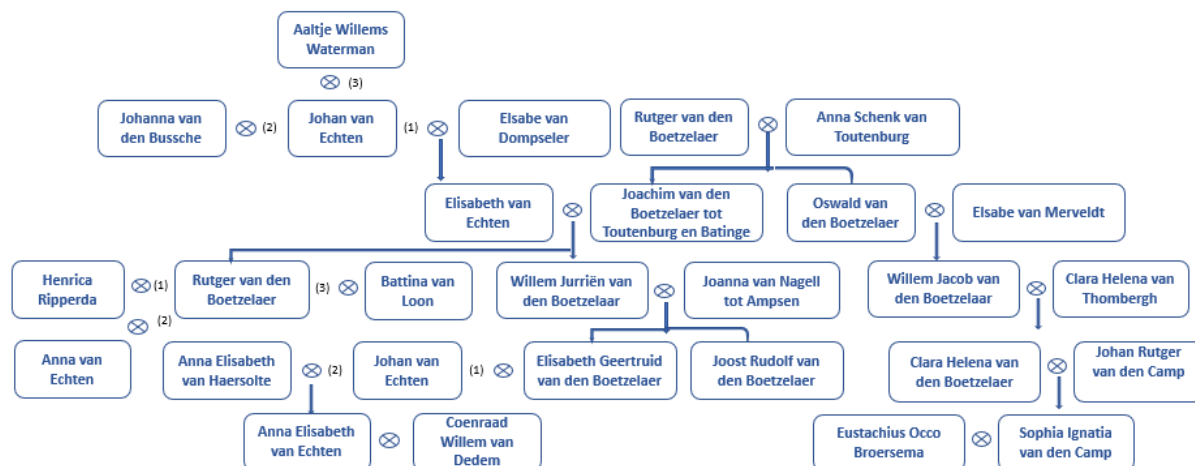 Aaltje Willems
Waterman
(3)
Johanna van
den Bussche
(2)
Johan van
Echten
(1)
Elsabe van
Dompseler
Rutger van den
Boetzelaer
Anna Schenk van
Toutenburg
Elisabeth van
Echten
Joachim van den
Boetzelaer tot
Toutenburg en Batinge
Oswald van
den Boetzelaer
Elsabe van Merveldt
Henrica
Ripperda
(1)
Rutger van den
Boetzelaer
(3)
Battina van
Loon
Willem Jurriën van
den Boetzelaar
Joanna van Nagell
tot Ampsen
Willem Jacob van
den Boetzelaar
Clara Helena van
Thombergh
(2)
Anna van
Echten
Anna Elisabeth
van Haersolte
(2)
Johan van
Echten
(1)
Elisabeth Geertruid
van den Boetzelaer
Joost Rudolf van
den Boetzelaer
Clara Helena van
den Boetzelaer
Johan Rutger
van den Camp
Anna Elisabeth
van Echten
Coenraad
Willem van
Dedem
Eustachius Occo
Broersema
Sophia Ignatia
van den Camp